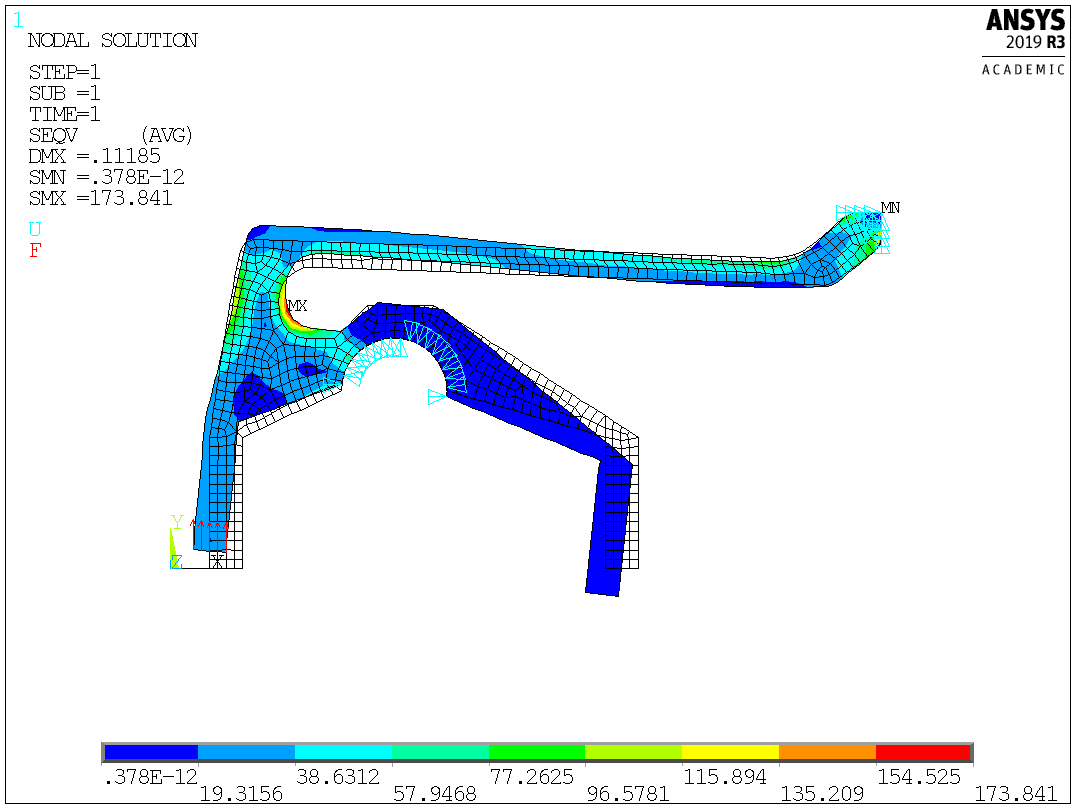 1
NODAL SOLUTION
STEP=1
SUB =1
TIME=1
SEQV (AVG)
DMX =.11185
SMN =.378E-12
SMX =173.841
U
F
ANSYS
2019 R3
ACADEMIC
MN
MX
Y
Z X
.378E-12 38.6312 77.2625 115.894 154.525
19.3156 57.9468 96.5781 135.209 173.841